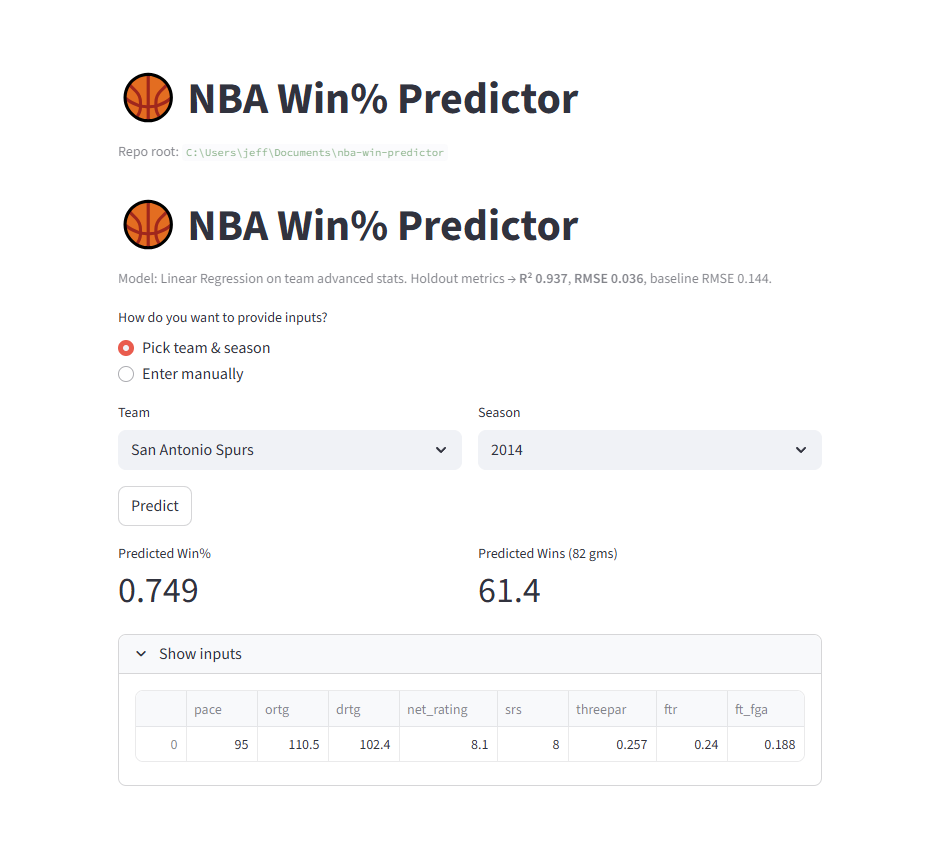 NBA Win% Predictor
Repo root: C:\Users\jeff\Documents\nba-win-predictor
NBA Win% Predictor
Model: Linear Regression on team advanced stats. Holdout metrics → R² 0.937, RMSE 0.036, baseline RMSE 0.144.
How do you want to provide inputs?
Pick team & season
Enter manually
Team Season
San Antonio Spurs 2014
Predict
Predicted Win% Predicted Wins (82 gms)
0.749 61.4
Show inputs
pace ortg drtg net_rating srs threepar ftr ft_fga
0 95 110.5 102.4 8.1 8 0.257 0.24 0.188